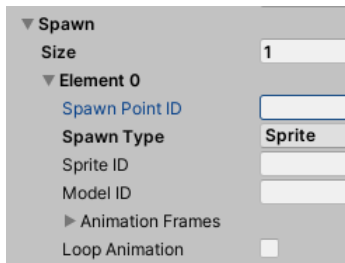 Spawn
Size 1
Element 0
Spawn Point ID
Spawn Type Sprite
Sprite ID
Model ID
Animation Frames
Loop Animation